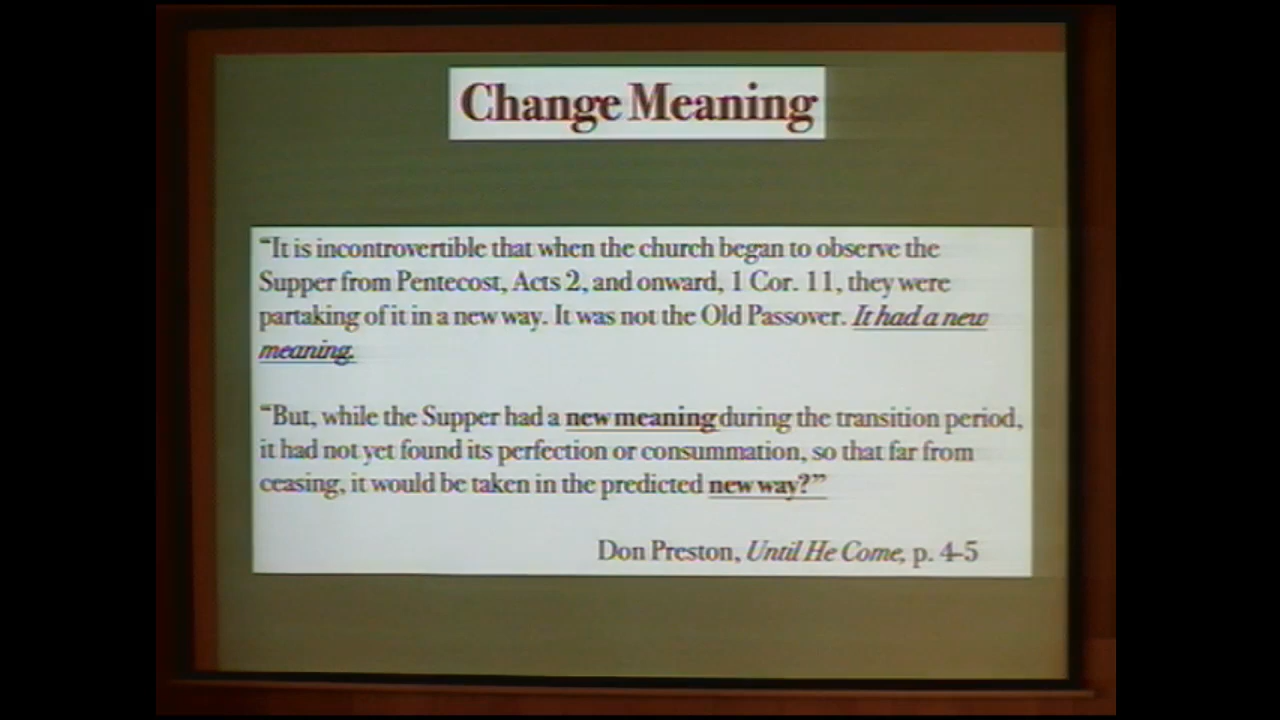 Change Meaning
“It is incontrovertible that when the church began to observe the
Supper from Pentecost, Acts 2, and onward, 1 Cor. 11, they were
partaking of it in a new way. It was not the Old Passover. It had a new
meaning.
“But, while the Supper had a new meaning during the transition period,
it had not yet found its perfection or consummation, so that far from
ceasing, it would be taken in the predicted new way?”
Don Preston, Until He Come, p. 4-5